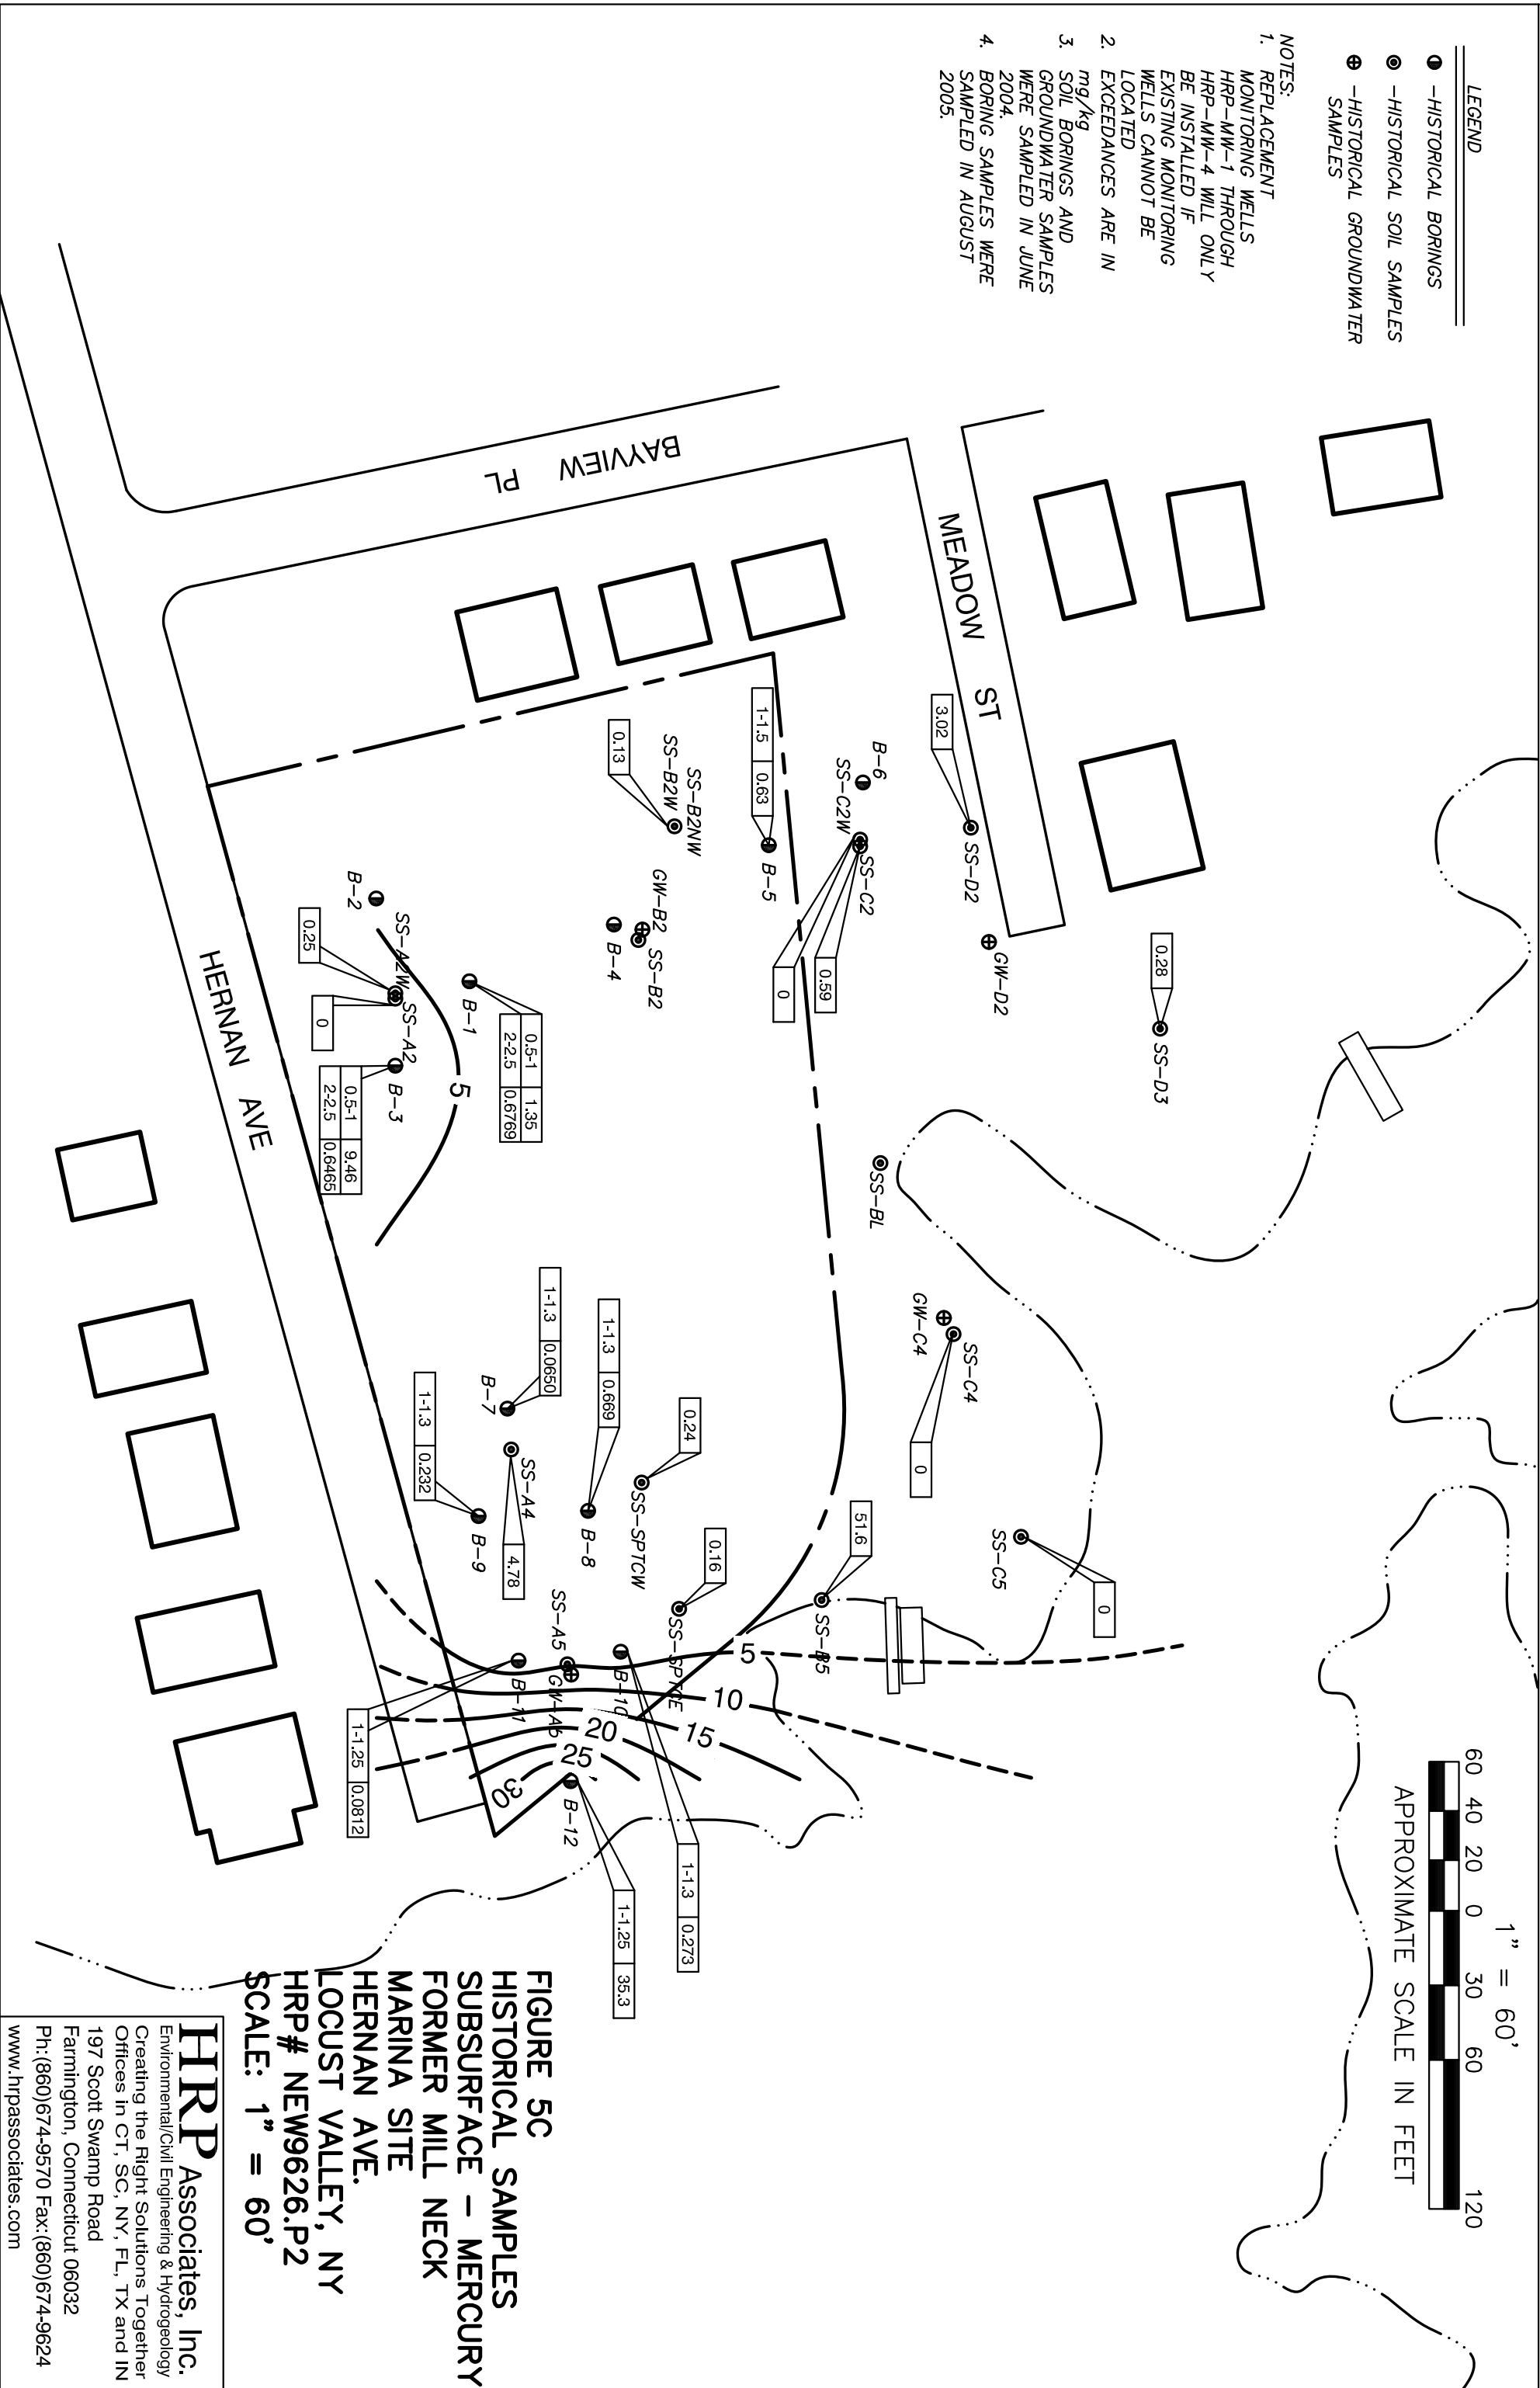 LEGEND
-HISTORICAL BORINGS
-HISTORICAL SOIL SAMPLES
-HISTORICAL GROUNDWATER
SAMPLES
NOTES:
1. REPLACEMENT
MONITORING WELLS
HRP-MW-1 THROUGH
HRP-MW-4 WILL ONLY
BE INSTALLED IF
EXISTING MONITORING
WELLS CANNOT BE
LOCATED
2. EXCEEDANCES ARE IN
mg/kg
3. SOIL BORINGS AND
GROUNDWATER SAMPLES
WERE SAMPLED IN JUNE
2004.
4. BORING SAMPLES WERE
SAMPLED IN AUGUST
2005.
1" = 60'
60 40 20 0 30 60 120
APPROXIMATE SCALE IN FEET
BAYVIEW PL
MEADOW ST
HERNAN AVE
0.28
SS-D3
3.02
SS-D2
GW-D2
B-6
SS-C2W
SS-C2
0.59
0
1-1.5 0.63
B-5
SS-B2NW
SS-B2W
0.13
GW-B2
SS-B2
B-4
B-2
SS-A2W
SS-A2
0.25
0
B-1
0.5-1 1.35
2-2.5 0.6769
B-3
0.5-1 9.46
2-2.5 0.6465
5
SS-BL
GW-C4
SS-C4
0
SS-C5
0
51.6
SS-B5
0.24
SS-SPTCW
0.16
SS-SPTCE
1-1.3 0.669
B-8
1-1.3 0.0650
B-7
SS-A4
4.78
1-1.3 0.232
B-9
SS-A5
GW-A5
B-10
1-1.3 0.273
B-11
1-1.25 0.0812
B-12
1-1.25 35.3
5
10
15
20
25
30
FIGURE 5C
HISTORICAL SAMPLES
SUBSURFACE - MERCURY
FORMER MILL NECK
MARINA SITE
HERNAN AVE.
LOCUST VALLEY, NY
HRP# NEW9626.P2
SCALE: 1" = 60'
HRP Associates, Inc.
Environmental/Civil Engineering & Hydrogeology
Creating the Right Solutions Together
Offices in CT, SC, NY, FL, TX and IN
197 Scott Swamp Road
Farmington, Connecticut 06032
Ph:(860)674-9570 Fax:(860)674-9624
www.hrpassociates.com